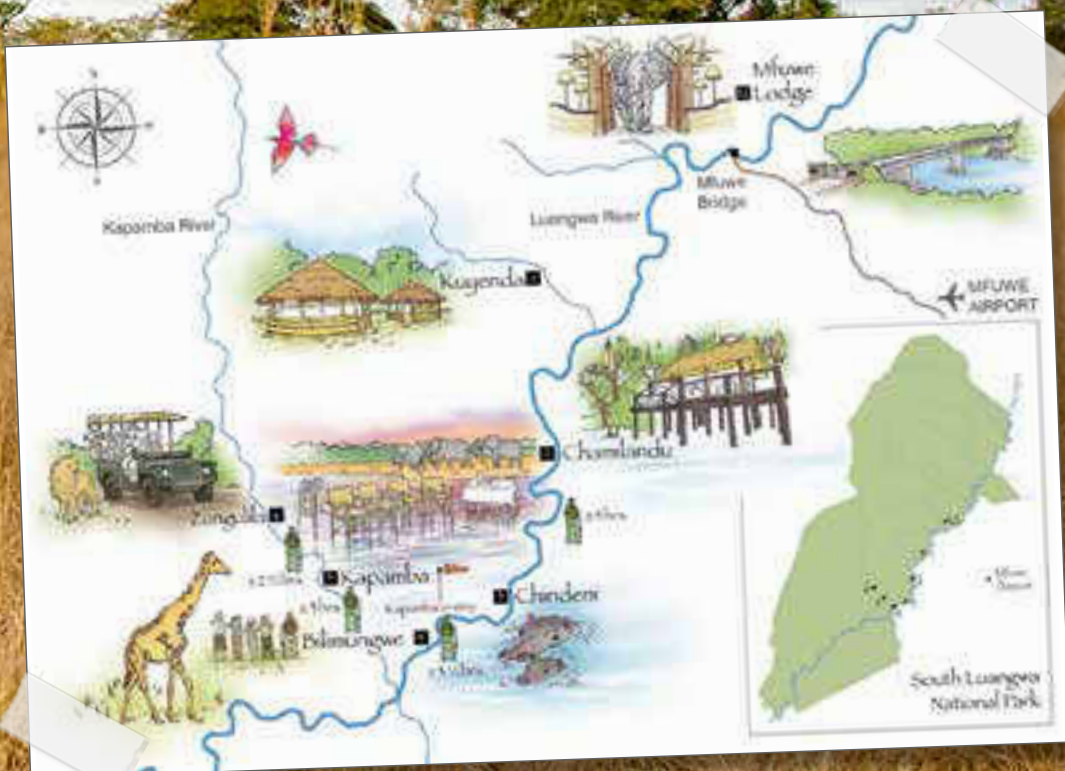 Mfuwe
Lodge
Mfuwe
Bridge
Kapamba River
Luangwa River
Kuyenda
MFUWE
AIRPORT
Chamilandu
Zungulila
Kapamba
Chindeni
Bilimungwe
South Luangwa
National Park